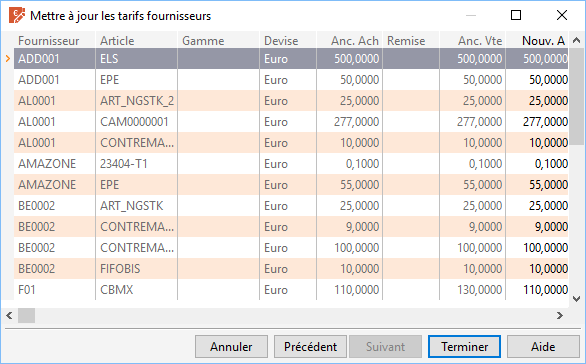 Mettre à jour les tarifs fournisseurs
Fournisseur Article Gamme Devise Anc. Ach Remise Anc. Vte Nouv. A
ADD001 ELS Euro 500,0000 500,0000 500,0000
ADD001 EPE Euro 50,0000 50,0000 50,0000
AL0001 ART_NGSTK_2 Euro 25,0000 25,0000 25,0000
AL0001 CAM0000001 Euro 277,0000 277,0000 277,0000
AL0001 CONTREMA... Euro 10,0000 10,0000 10,0000
AMAZONE 23404-T1 Euro 0,1000 0,1000 0,1000
AMAZONE EPE Euro 55,0000 55,0000 55,0000
BE0002 ART_NGSTK Euro 25,0000 25,0000 25,0000
BE0002 CONTREMA... Euro 9,0000 9,0000 9,0000
BE0002 CONTREMA... Euro 100,0000 100,0000 100,0000
BE0002 FIFOBIS Euro 10,0000 10,0000 10,0000
F01 CBMX Euro 110,0000 130,0000 110,0000
Annuler Précédent Suivant Terminer Aide